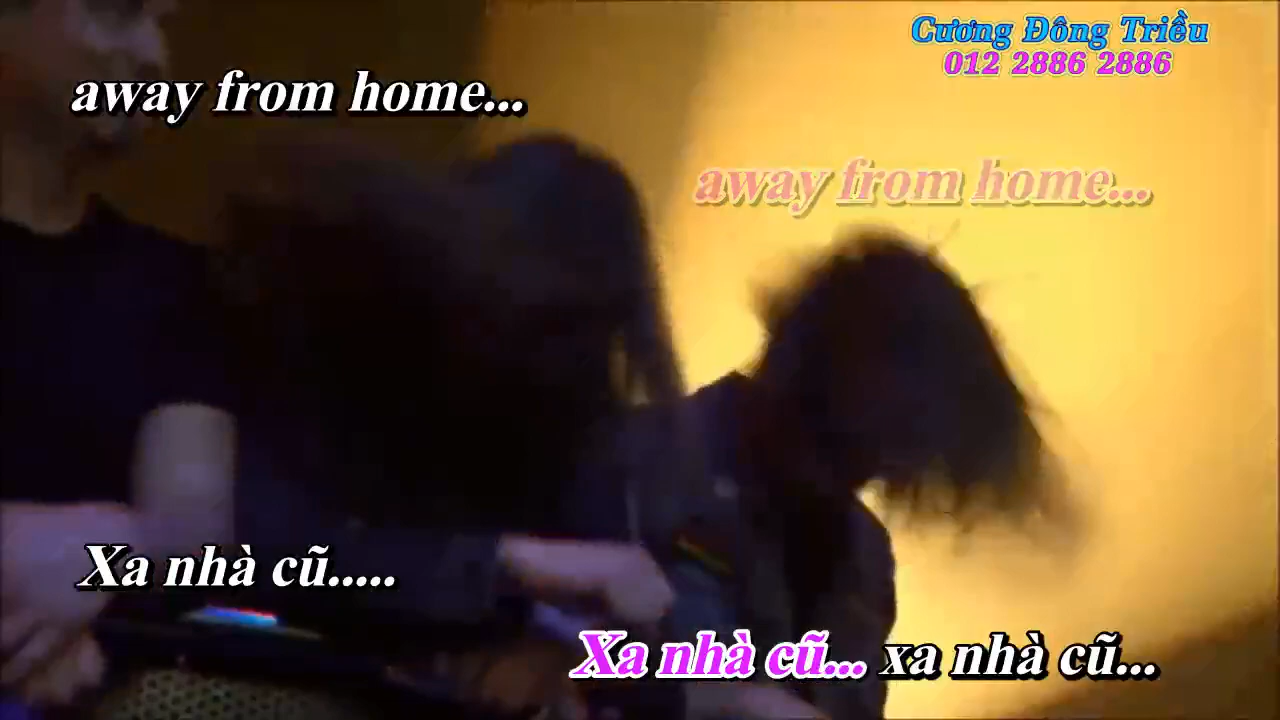 Cương Đông Triều
012 2886 2886
away from home...
away from home...
Xa nhà cũ.....
Xa nhà cũ... xa nhà cũ...